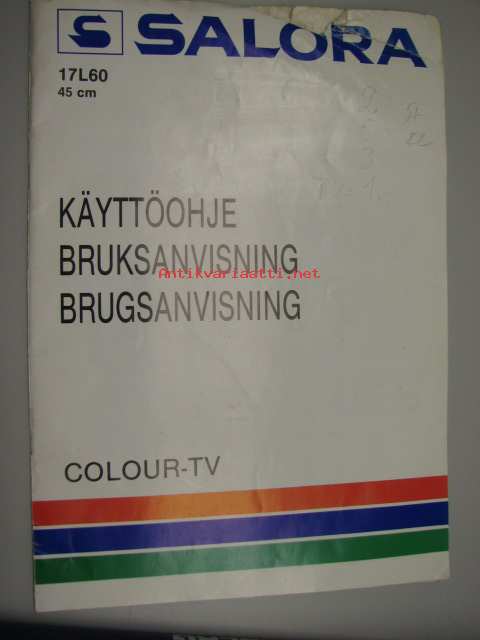 SALORA
17L60
45 cm
KÄYTTÖOHJE
BRUKSANVISNING
Antikvariaatti.net
BRUGSANVISNING
COLOUR-TV